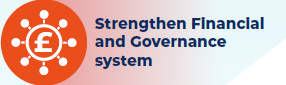 £
Strengthen Financial
and Governance
system